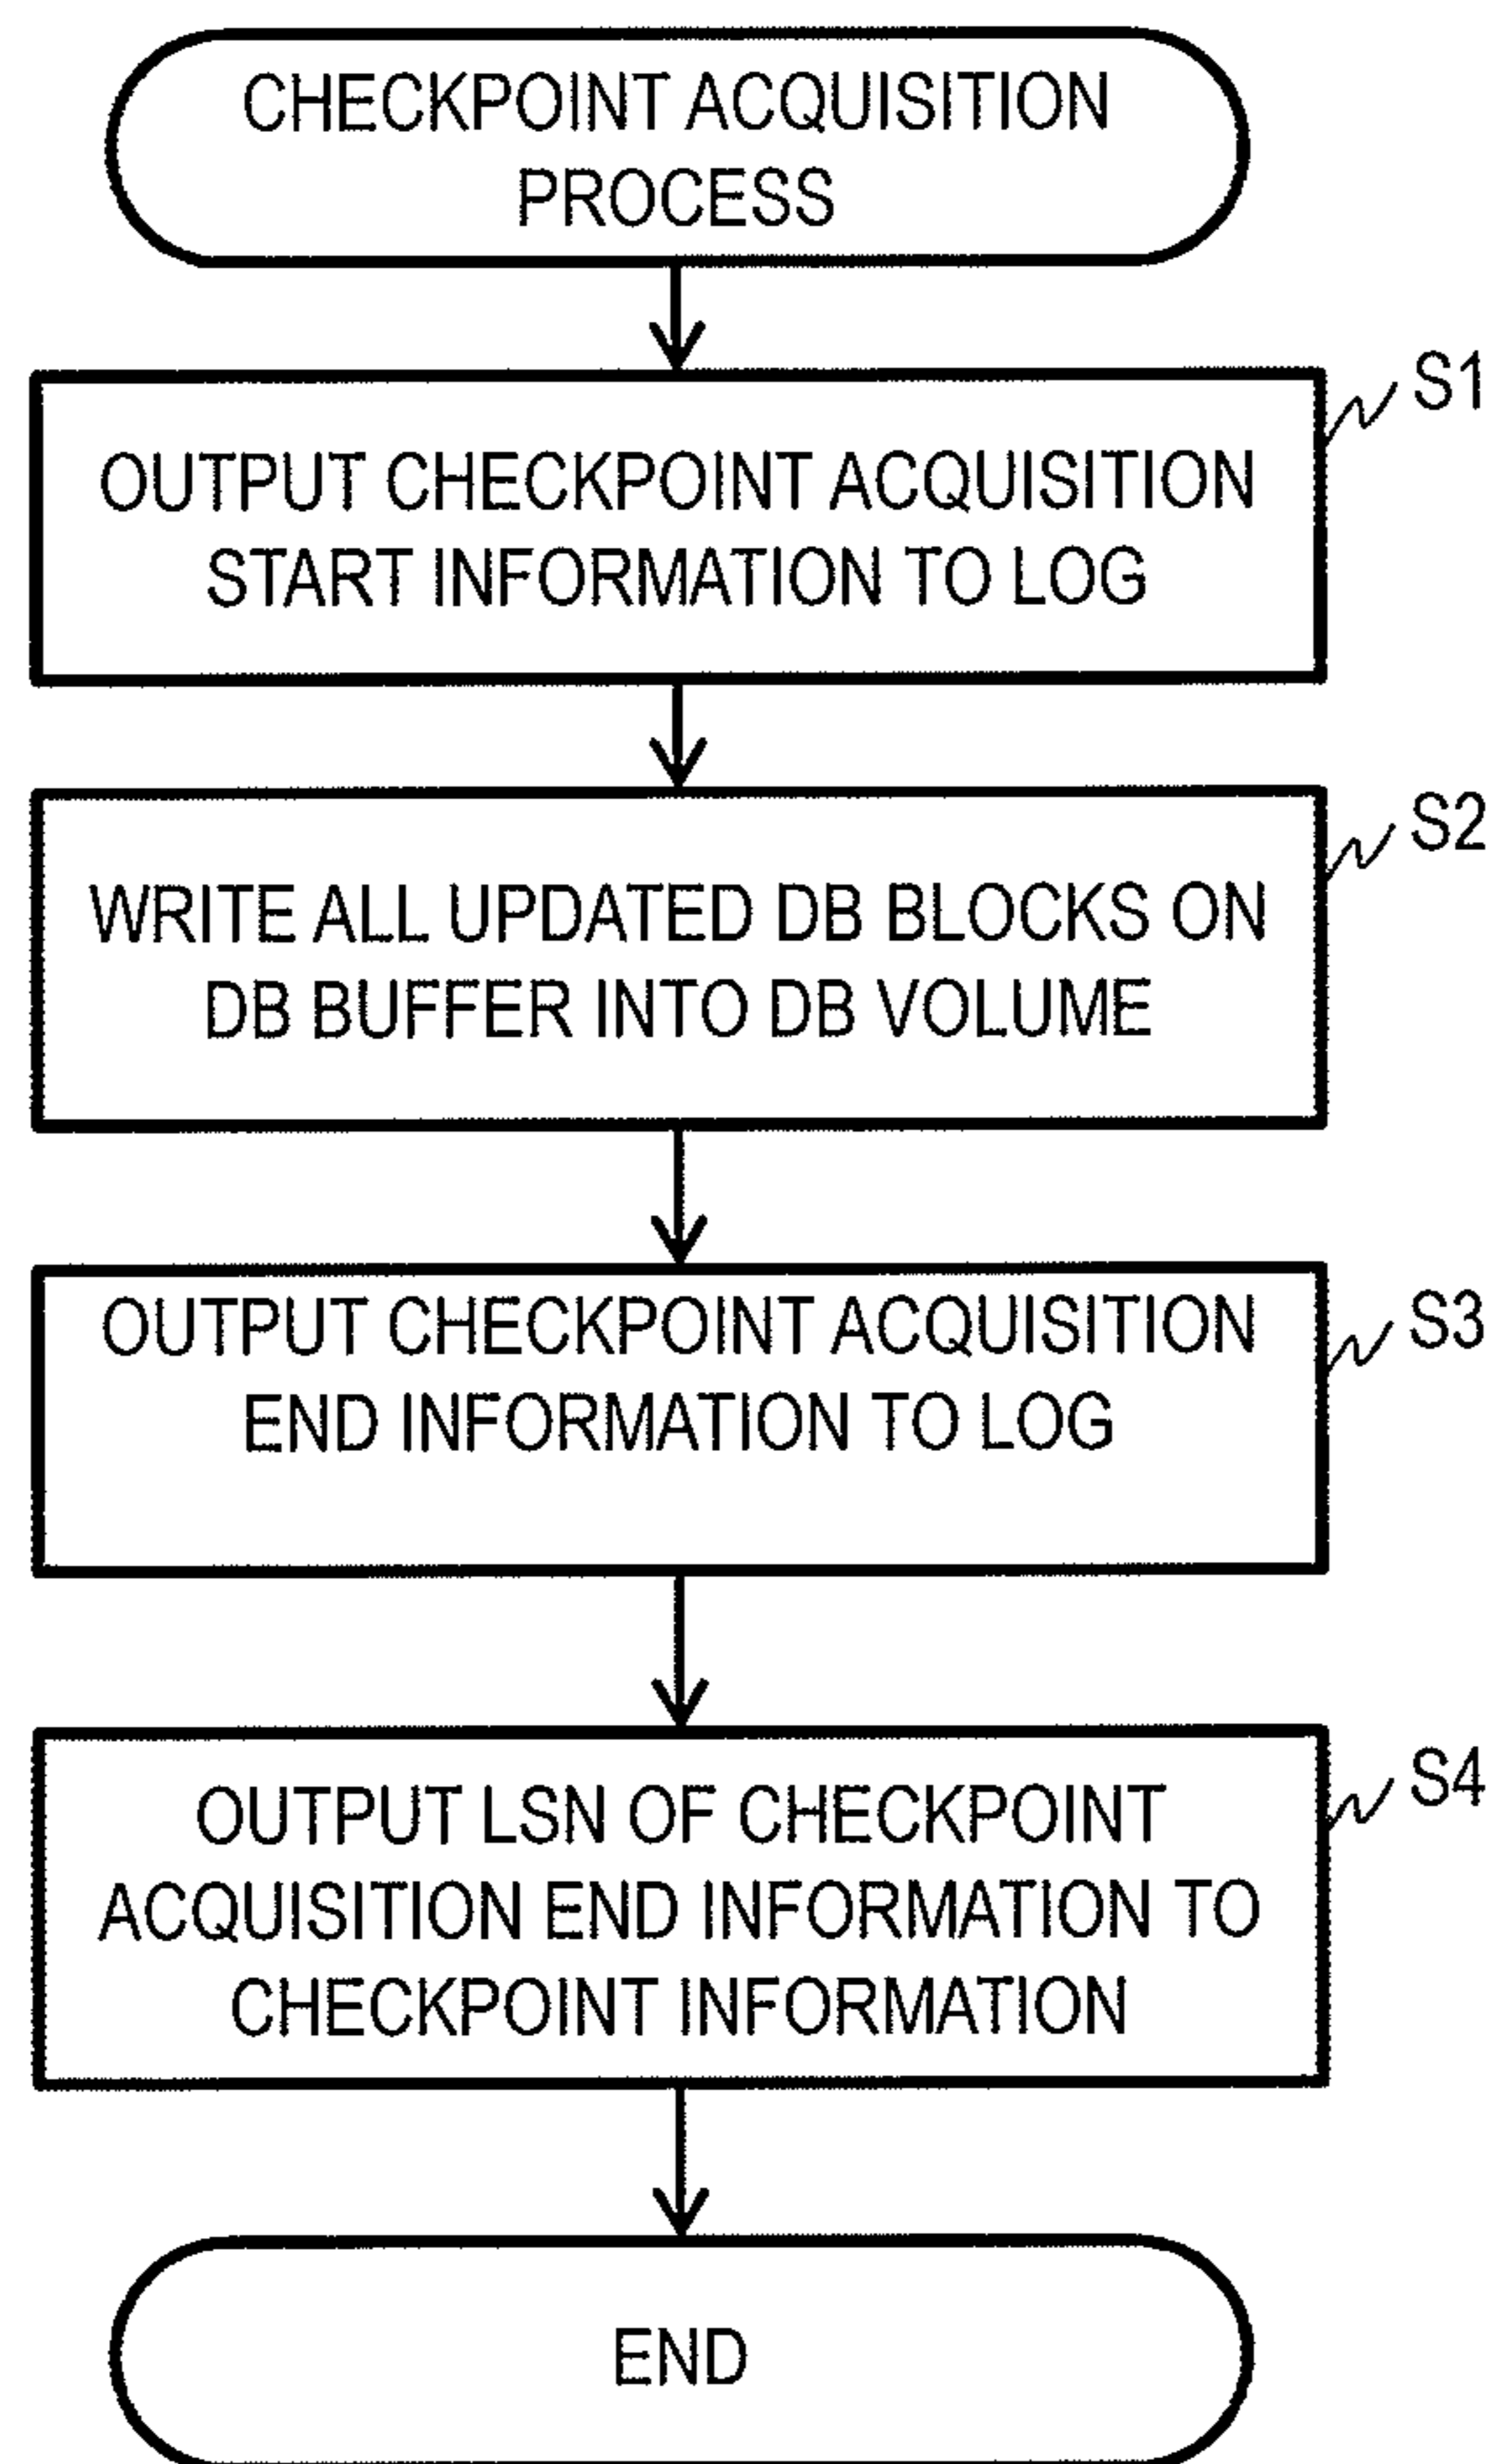 CHECKPOINT ACQUISITION
PROCESS
S1
OUTPUT CHECKPOINT ACQUISITION
START INFORMATION TO LOG
S2
WRITE ALL UPDATED DB BLOCKS ON
DB BUFFER INTO DB VOLUME
S3
OUTPUT CHECKPOINT ACQUISITION
END INFORMATION TO LOG
S4
OUTPUT LSN OF CHECKPOINT
ACQUISITION END INFORMATION TO
CHECKPOINT INFORMATION
END